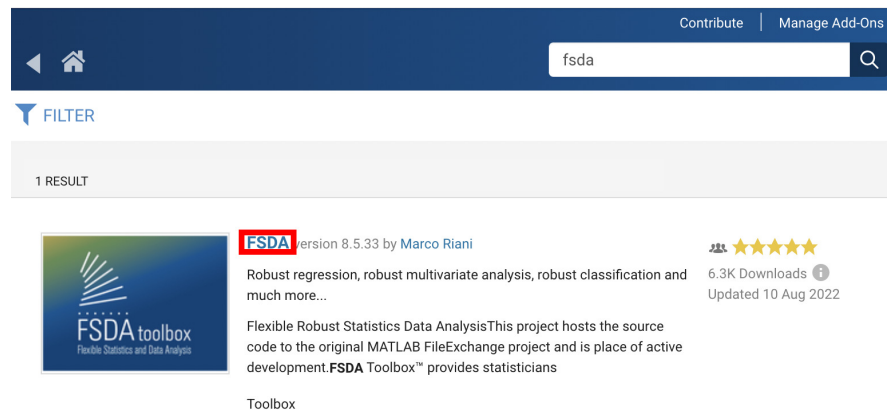 Contribute | Manage Add-Ons
fsda
FILTER
1 RESULT
FSDA toolbox
Flexible Statistics and Data Analysis
FSDA version 8.5.33 by Marco Riani
Robust regression, robust multivariate analysis, robust classification and
much more...
Flexible Robust Statistics Data AnalysisThis project hosts the source
code to the original MATLAB FileExchange project and is place of active
development.FSDA Toolbox™ provides statisticians
Toolbox
6.3K Downloads
Updated 10 Aug 2022